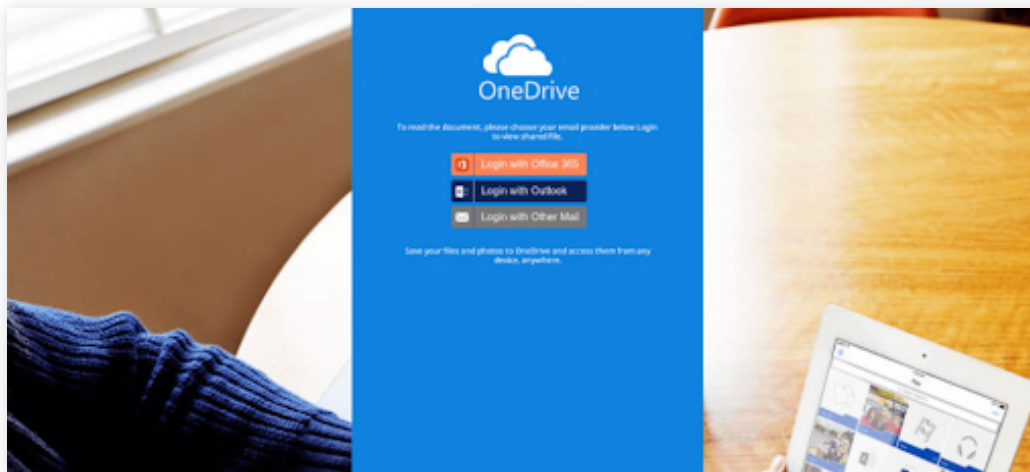 OneDrive
To read the document, please choose your email provider below Login
to view shared file.
Login with Office 365
Login with Outlook
Login with Other Mail
Save your files and photos to OneDrive and access them from any
device, anywhere.